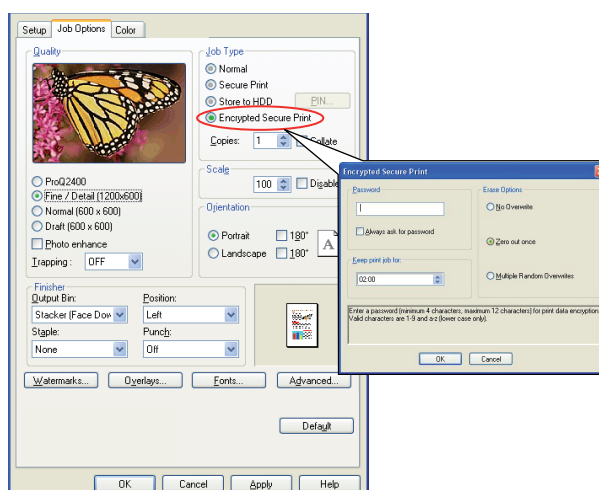 Setup Job Options Color
Quality
ProQ2400
Fine / Detail (1200x600)
Normal (600 x 600)
Draft (600 x 600)
Photo enhance
Trapping : OFF
Job Type
Normal
Secure Print
Store to HDD PIN...
Encrypted Secure Print
Copies: 1 Collate
Scale
100 Disable
Orientation
Portrait 180°
Landscape 180°
A
Finisher
Output Bin: Position:
Stacker (Face Dow Left
Staple: Punch:
None Off
Watermarks... Overlays... Fonts... Advanced...
Default
OK Cancel Apply Help
Encrypted Secure Print
Password
Always ask for password
Keep print job for:
02:00
Erase Options
No Overwrite
Zero out once
Multiple Random Overwrites
Enter a password (minimum 4 characters, maximum 12 characters) for print data encryption
Valid characters are 1-9 and a-z (lower case only).
OK Cancel